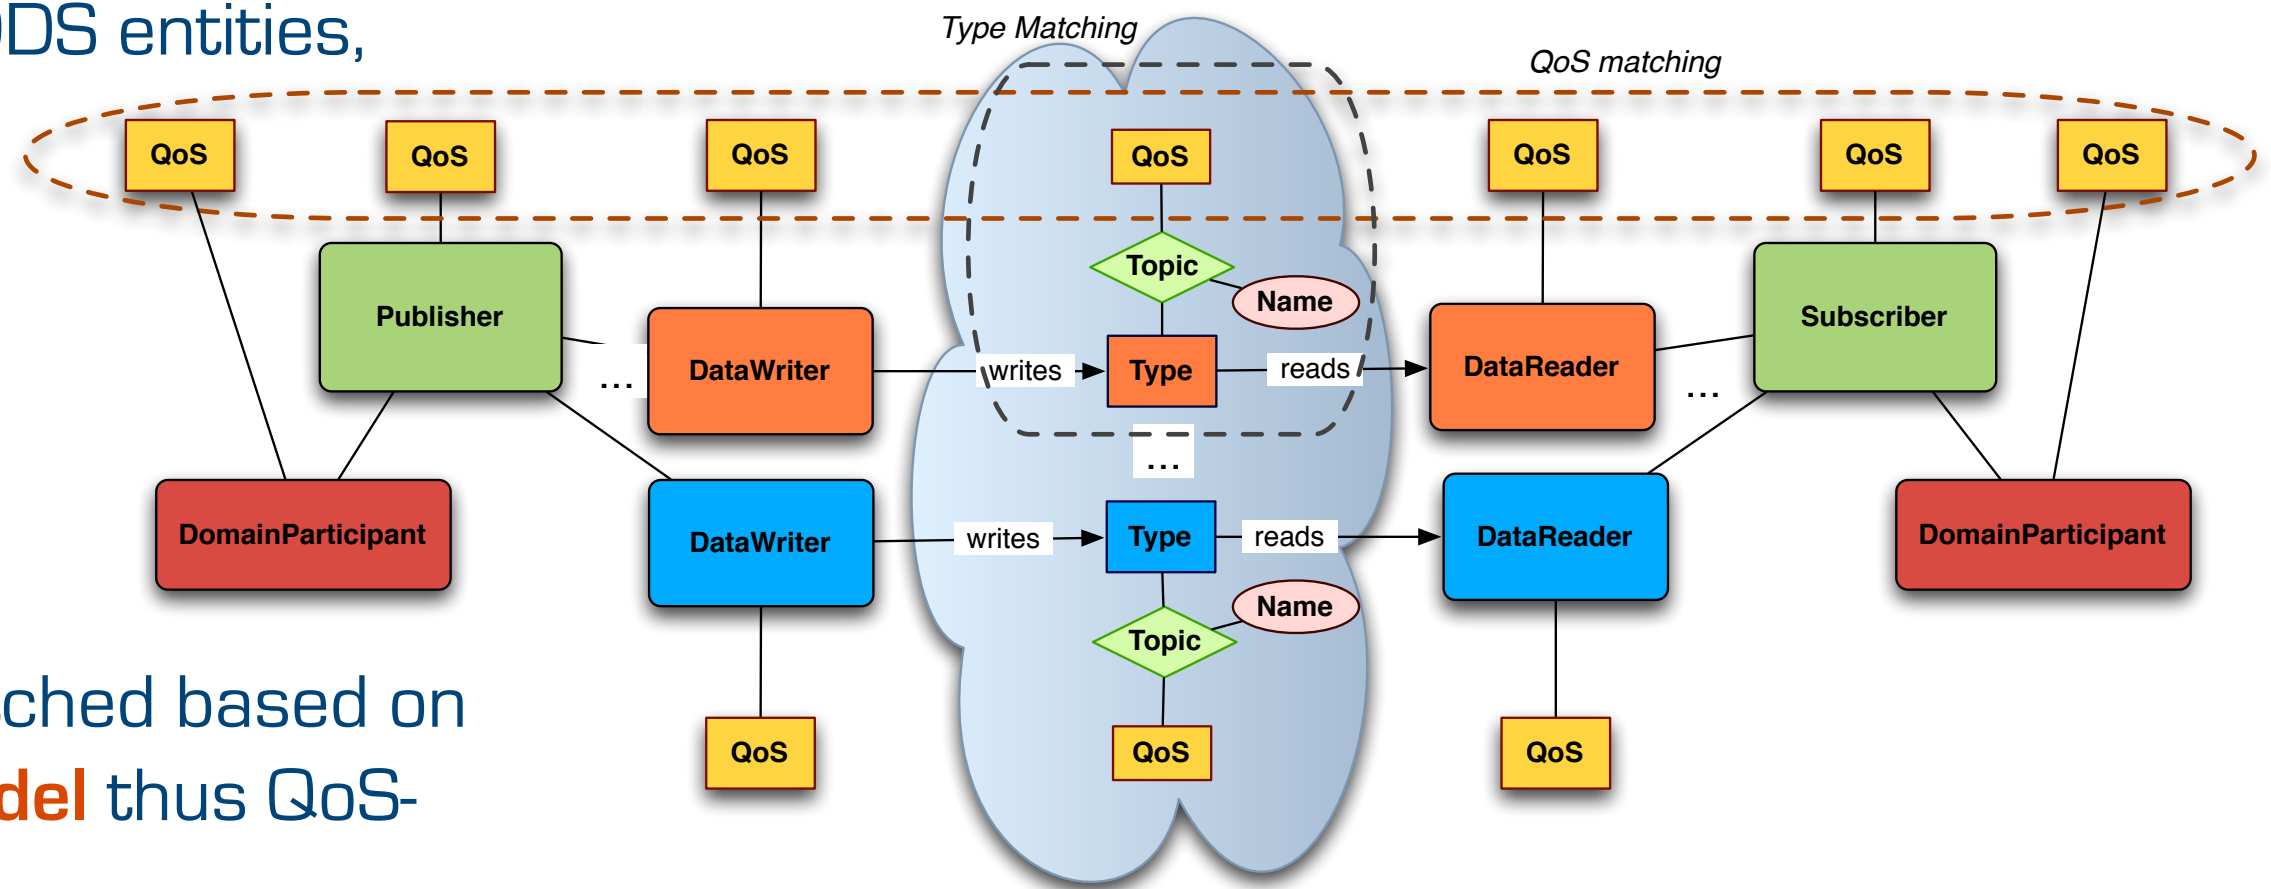 DDS entities,
Type Matching
QoS matching
QoS
QoS
QoS
QoS
QoS
QoS
QoS
Topic
Name
Publisher
Subscriber
...
DataWriter
writes
Type
reads
DataReader
...
...
DomainParticipant
DataWriter
writes
Type
reads
DataReader
DomainParticipant
Name
Topic
ched based on
QoS
QoS
QoS
del thus QoS-